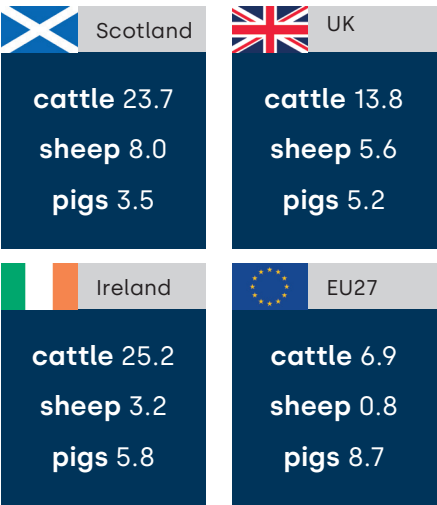 Scotland
cattle 23.7
sheep 8.0
pigs 3.5
UK
cattle 13.8
sheep 5.6
pigs 5.2
Ireland
cattle 25.2
sheep 3.2
pigs 5.8
EU27
cattle 6.9
sheep 0.8
pigs 8.7